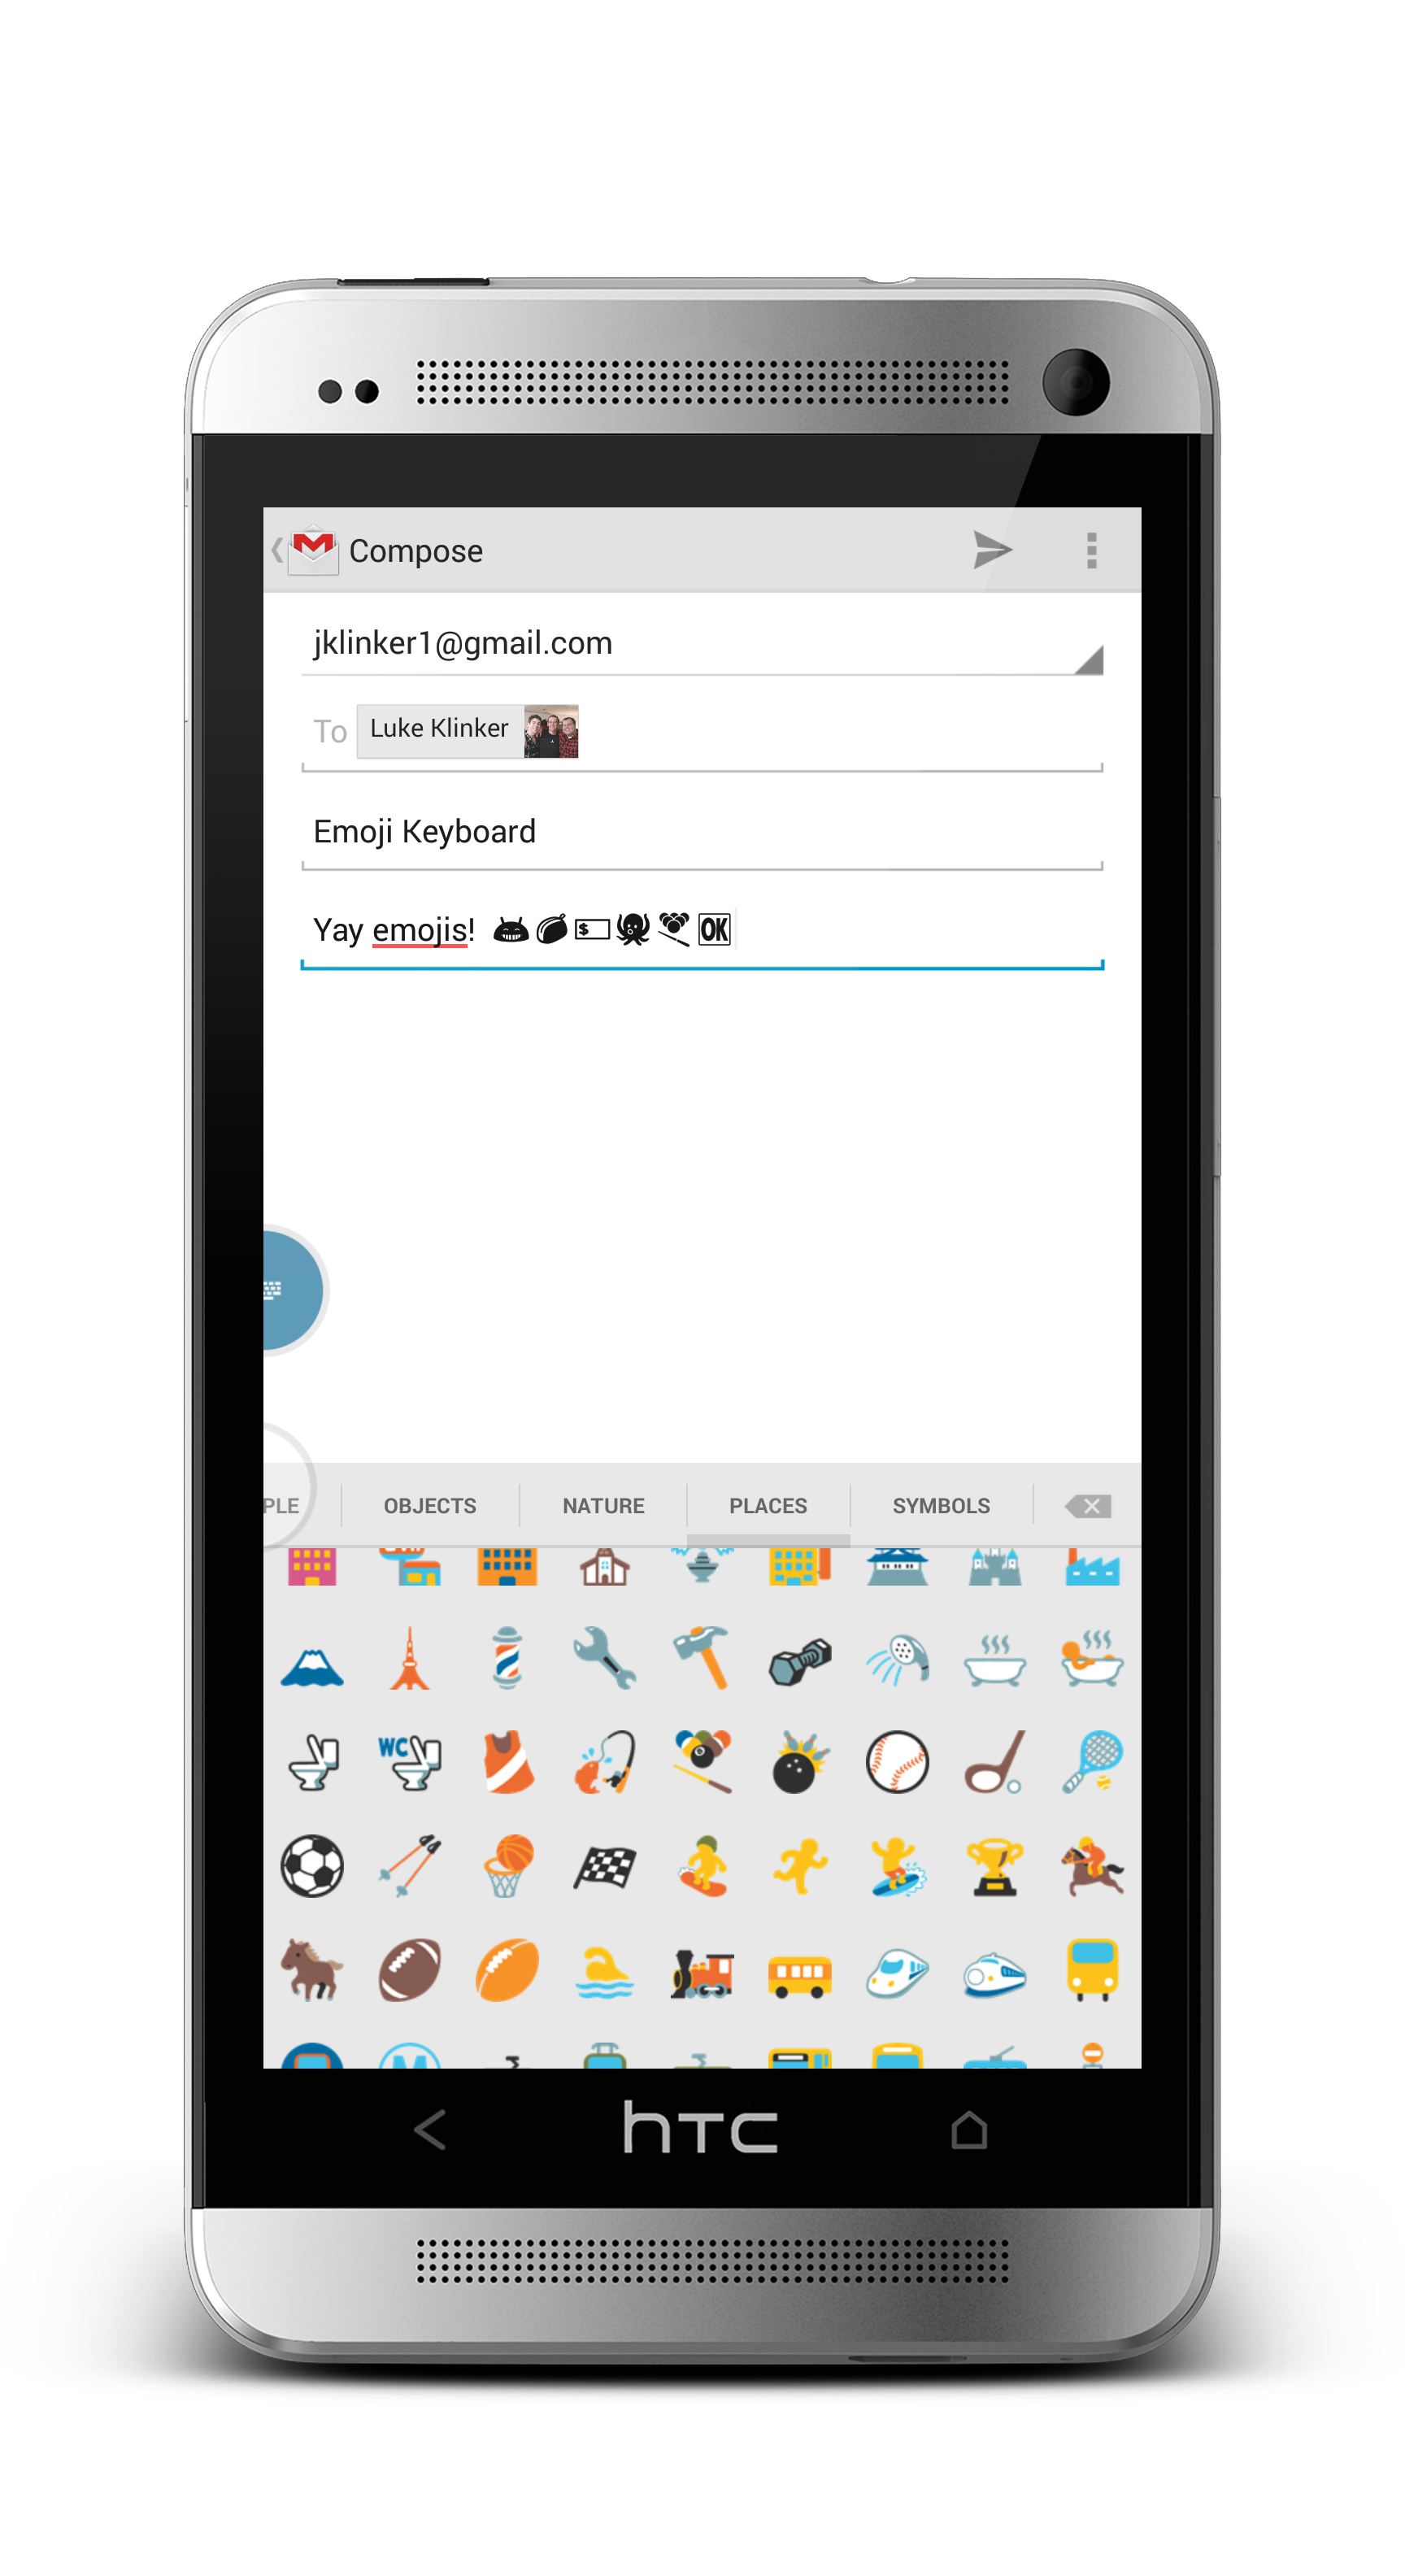 Compose
jklinker1@gmail.com
To Luke Klinker
Emoji Keyboard
Yay emojis! $ OK
PLE OBJECTS NATURE PLACES SYMBOLS
WC
M
hTC